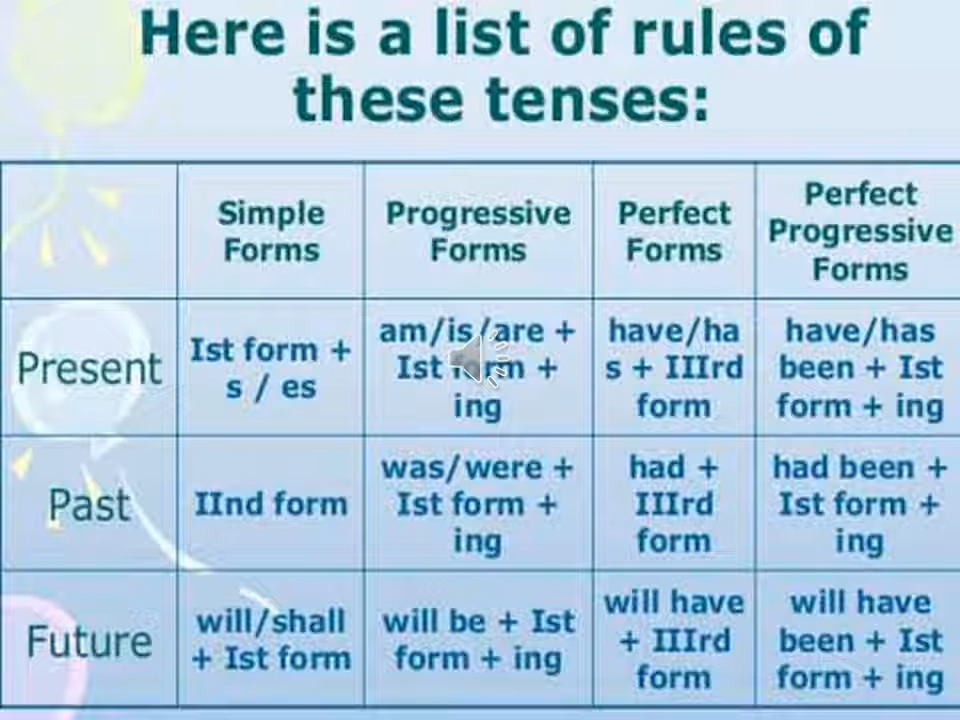 Here is a list of rules of
these tenses:
Simple
Forms
Progressive
Forms
Perfect
Forms
Perfect
Progressive
Forms
Present
Ist form +
s / es
am/is/are +
Ist form +
ing
have/ha
s + IIIrd
form
have/has
been + Ist
form + ing
Past
IInd form
was/were +
Ist form +
ing
had +
IIIrd
form
had been +
Ist form +
ing
Future
will/shall
+ Ist form
will be + Ist
form + ing
will have
+ IIIrd
form
will have
been + Ist
form + ing